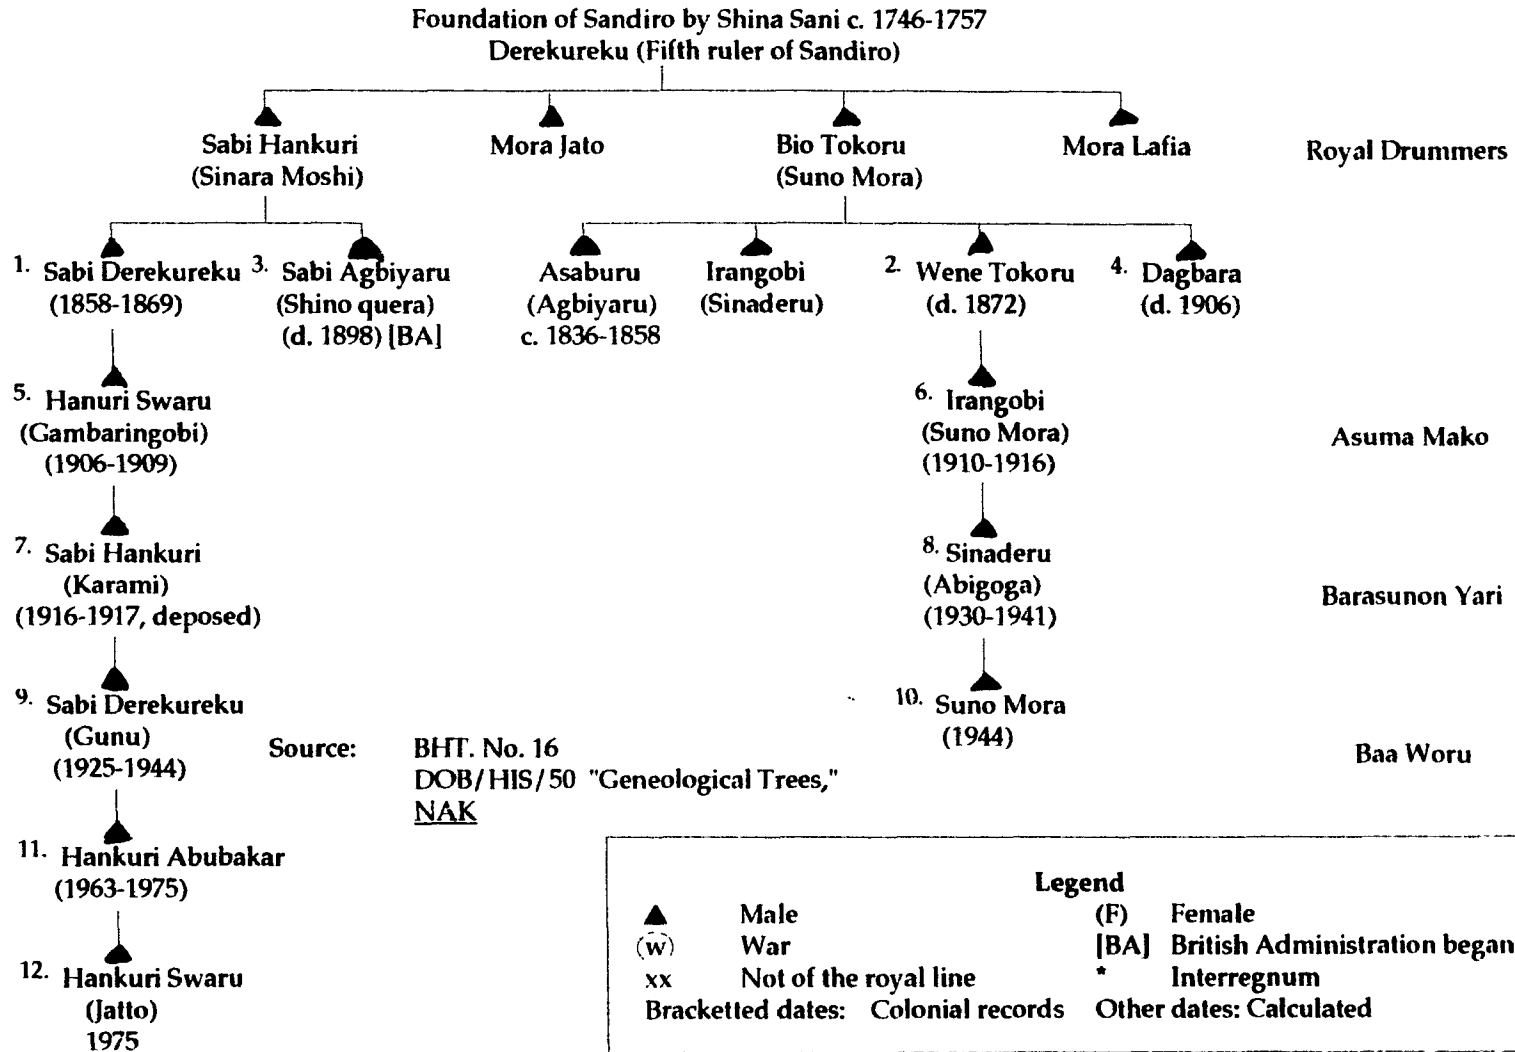 Foundation of Sandiro by Shina Sani c. 1746-1757
Derekureku (Fifth ruler of Sandiro)
Sabi Hankuri
(Sinara Moshi)
Mora Jato
Bio Tokoru
(Suno Mora)
Mora Lafia
Royal Drummers
1. Sabi Derekureku
(1858-1869)
3. Sabi Agbiyaru
(Shino quera)
(d. 1898) [BA]
Asaburu
(Agbiyaru)
c. 1836-1858
Irangobi
(Sinaderu)
2. Wene Tokoru
(d. 1872)
4. Dagbara
(d. 1906)
5. Hanuri Swaru
(Gambaringobi)
(1906-1909)
6. Irangobi
(Suno Mora)
(1910-1916)
Asuma Mako
7. Sabi Hankuri
(Karami)
(1916-1917, deposed)
8. Sinaderu
(Abigoga)
(1930-1941)
Barasunon Yari
9. Sabi Derekureku
(Gunu)
(1925-1944)
10. Suno Mora
(1944)
Baa Woru
Source: BHT. No. 16
DOB/HIS/50 "Geneological Trees,"
NAK
11. Hankuri Abubakar
(1963-1975)
12. Hankuri Swaru
(Jatto)
1975
Legend
Male
(F) Female
(w) War
[BA] British Administration began
xx Not of the royal line
* Interregnum
Bracketted dates: Colonial records
Other dates: Calculated